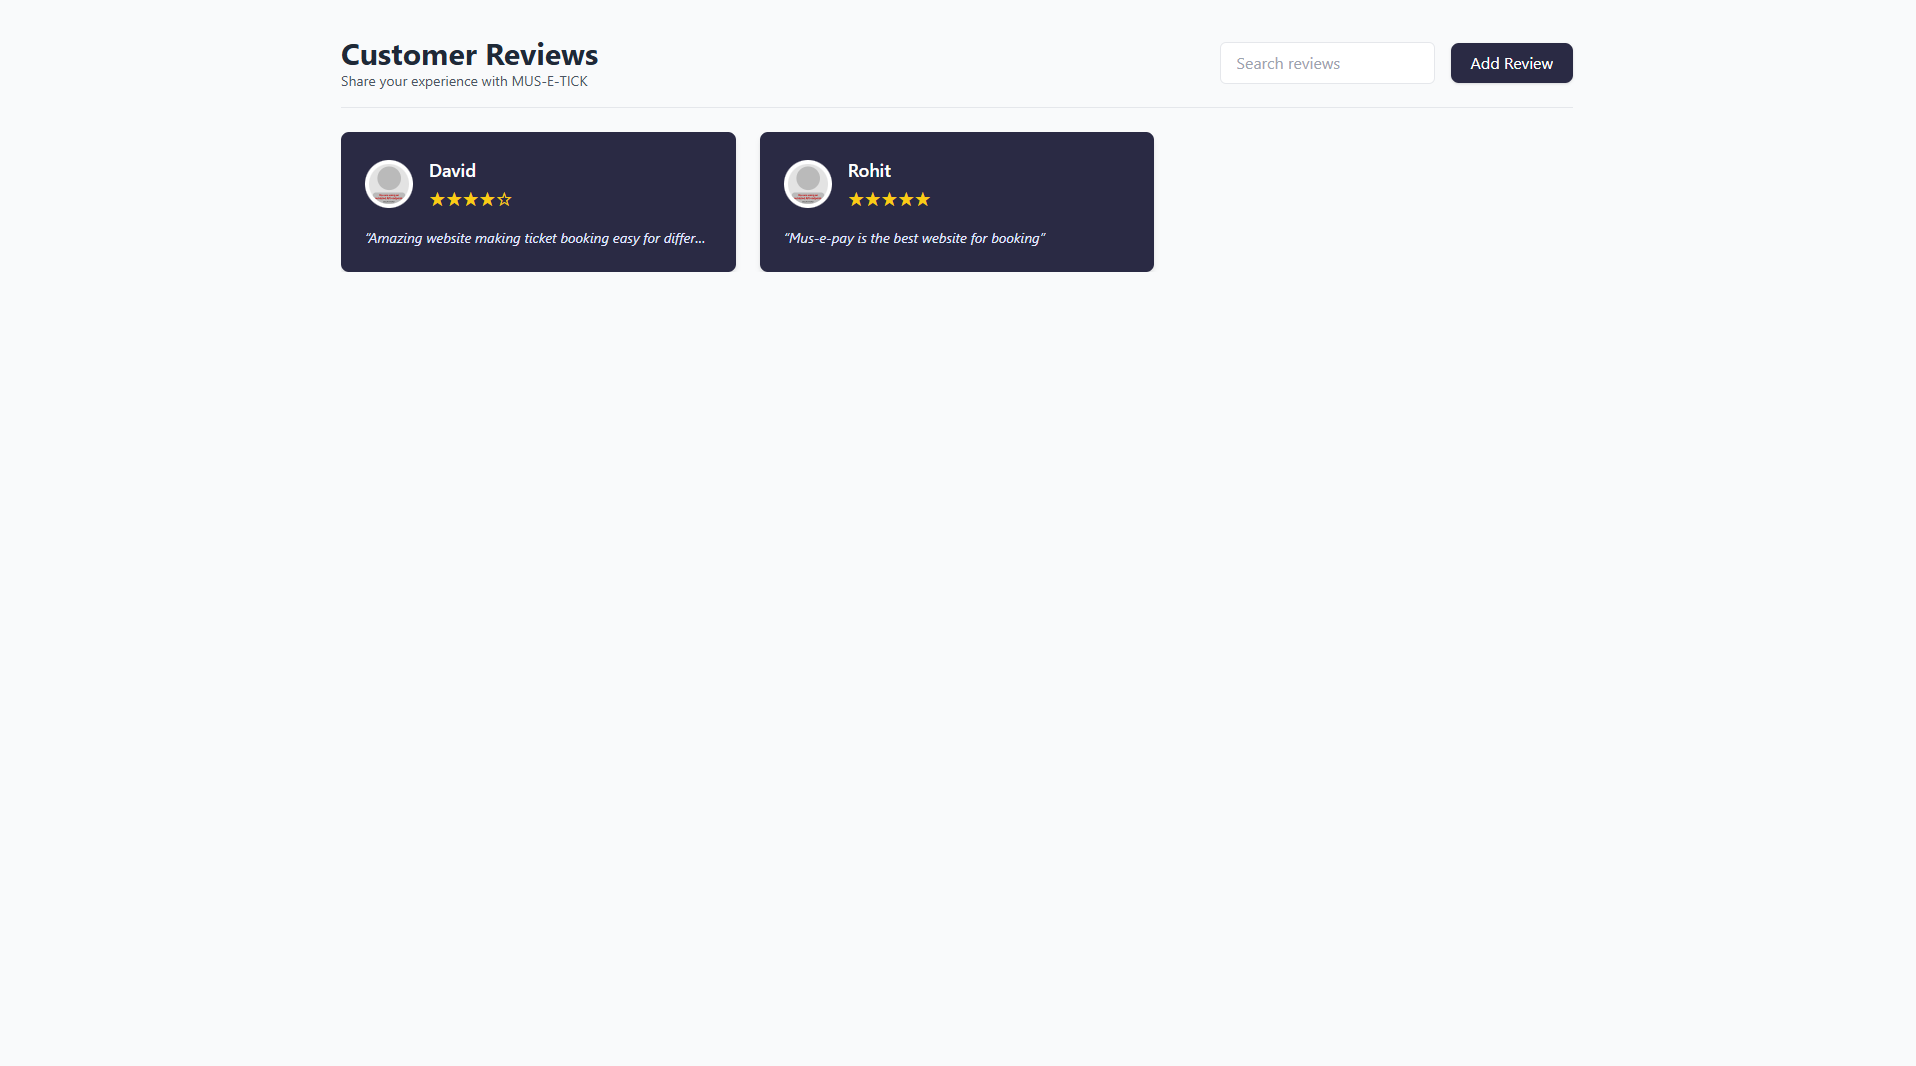 Customer Reviews
Share your experience with MUS-E-TICK
Search reviews
Add Review
David
★★★★☆
“Amazing website making ticket booking easy for differ...
Rohit
★★★★★
“Mus-e-pay is the best website for booking”